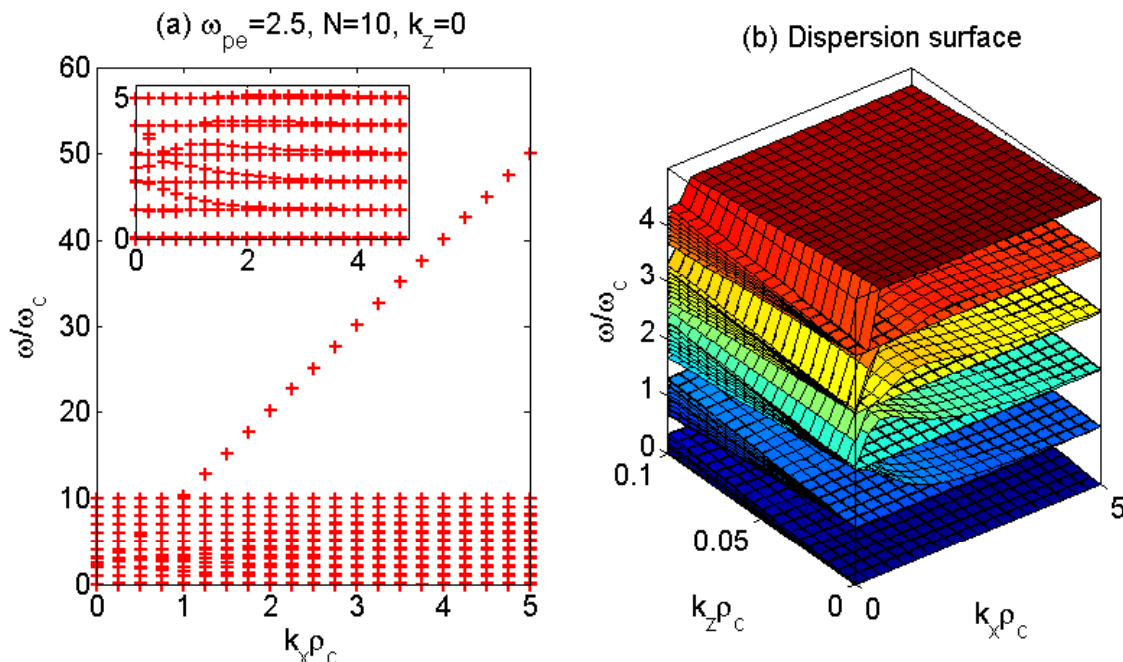 (a) ω_pe=2.5, N=10, k_z=0
60
50
40
30
20
10
0
ω/ω_c
5
0
0 2 4
0 1 2 3 4 5
k_xρ_c
(b) Dispersion surface
4
3
2
1
0
ω/ω_c
0.1
0.05
0
k_zρ_c
0
5
k_xρ_c